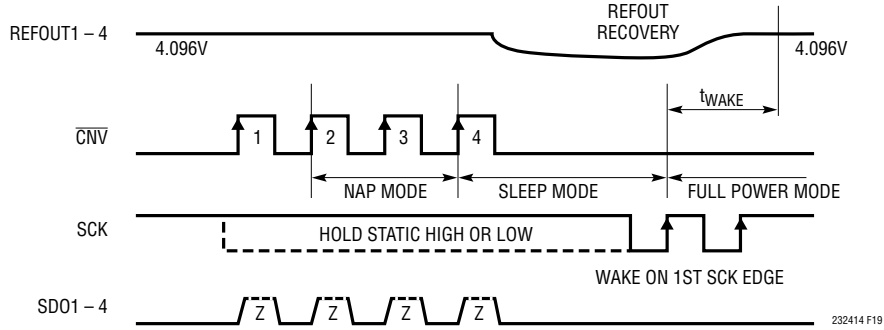 REFOUT
RECOVERY
REFOUT1 – 4
4.096V
4.096V
tWAKE
CNV
1
2
3
4
NAP MODE
SLEEP MODE
FULL POWER MODE
SCK
HOLD STATIC HIGH OR LOW
WAKE ON 1ST SCK EDGE
SDO1 – 4
Z
Z
Z
Z
232414 F19